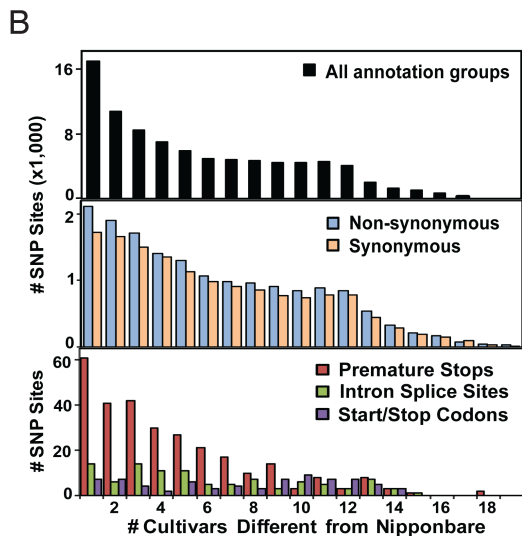 B
All annotation groups
16
8
0
# SNP Sites (x1,000)
Non-synonymous
Synonymous
2
1
0
Premature Stops
Intron Splice Sites
Start/Stop Codons
# SNP Sites
60
40
20
0
2 4 6 8 10 12 14 16 18
# Cultivars Different from Nipponbare